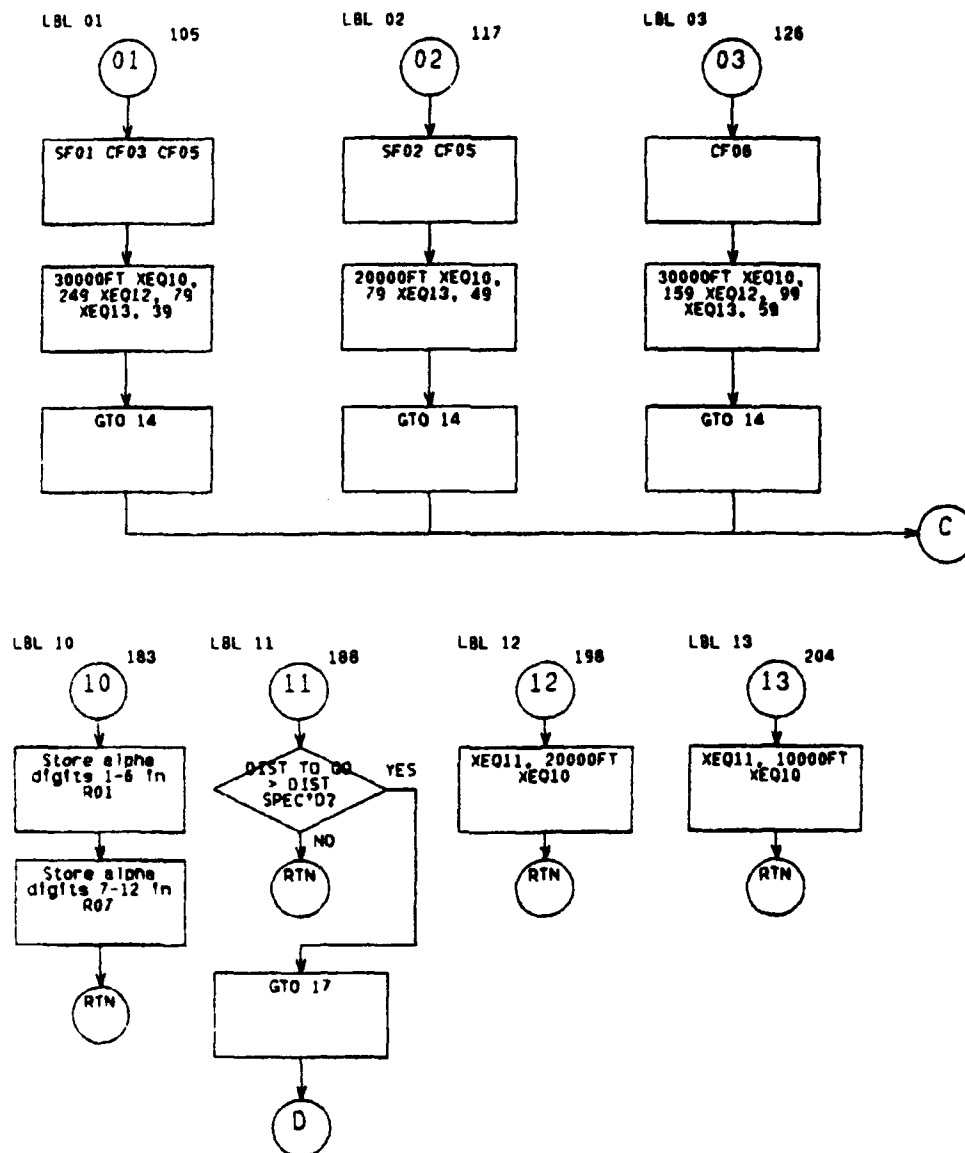 LBL 01
105
01
SF01 CF03 CF05
30000FT XEQ10,
249 XEQ12, 79
XEQ13, 39
GTO 14
LBL 02
117
02
SF02 CF05
20000FT XEQ10,
79 XEQ13, 49
GTO 14
LBL 03
126
03
CF06
30000FT XEQ10,
159 XEQ12, 99
XEQ13, 59
GTO 14
C
LBL 10
183
10
Store alpha
digits 1-6 in
R01
Store alpha
digits 7-12 in
R07
RTN
LBL 11
188
11
DIST TO GO
> DIST
SPEC'D?
YES
NO
RTN
GTO 17
D
LBL 12
198
12
XEQ11, 20000FT
XEQ10
RTN
LBL 13
204
13
XEQ11, 10000FT
XEQ10
RTN